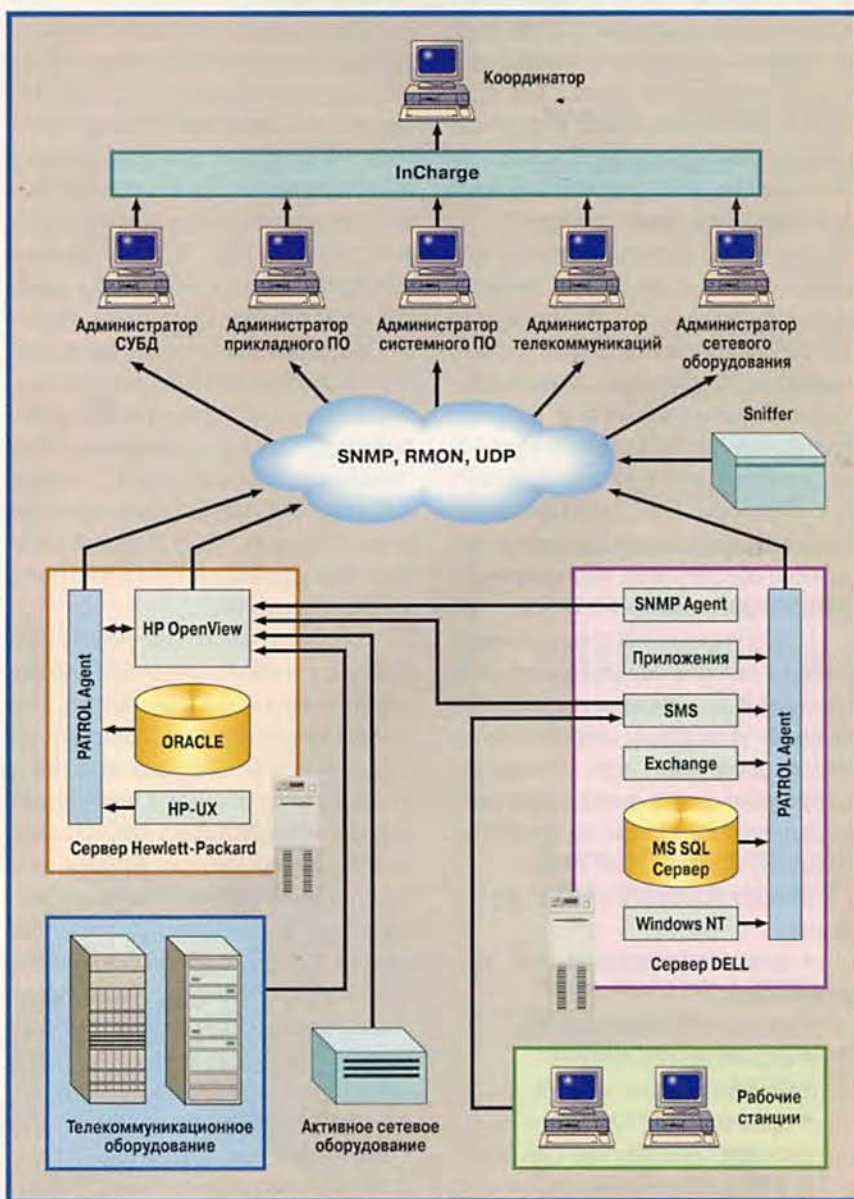 Координатор
InCharge
Администратор
СУБД
Администратор
прикладного ПО
Администратор
системного ПО
Администратор
телекоммуникаций
Администратор
сетевого
оборудования
Sniffer
SNMP, RMON, UDP
PATROL Agent
HP OpenView
ORACLE
HP-UX
Сервер Hewlett-Packard
SNMP Agent
Приложения
SMS
Exchange
MS SQL
Сервер
Windows NT
PATROL Agent
Сервер DELL
Телекоммуникационное
оборудование
Активное сетевое
оборудование
Рабочие
станции